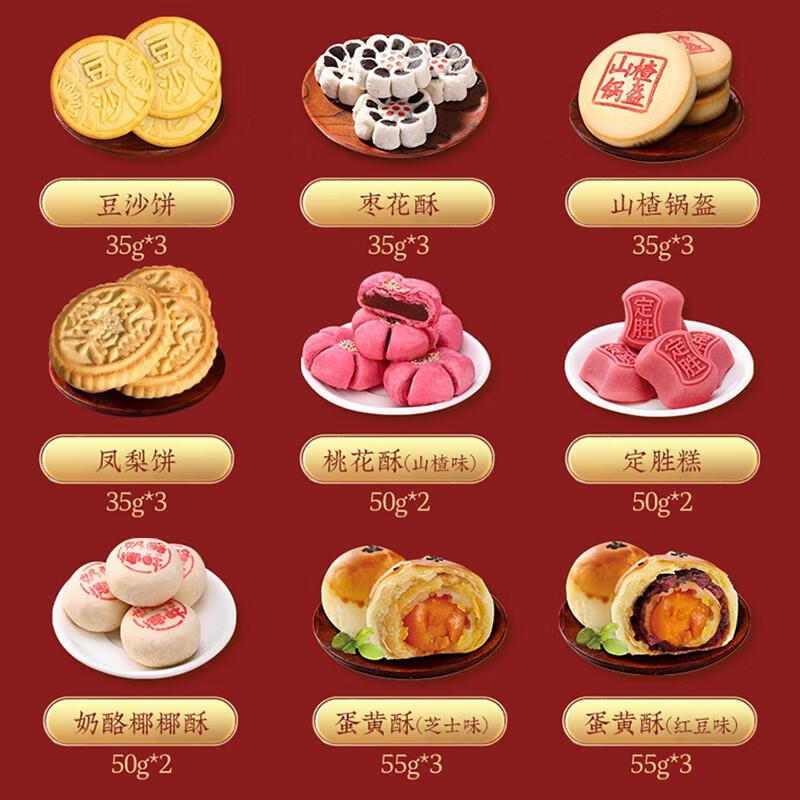 豆沙
山楂
锅盔
豆沙饼
枣花酥
山楂锅盔
35g*3
35g*3
35g*3
定胜
定胜
凤梨饼
桃花酥(山楂味)
定胜糕
35g*3
50g*2
50g*2
奶酪椰椰酥
蛋黄酥(芝士味)
蛋黄酥(红豆味)
50g*2
55g*3
55g*3